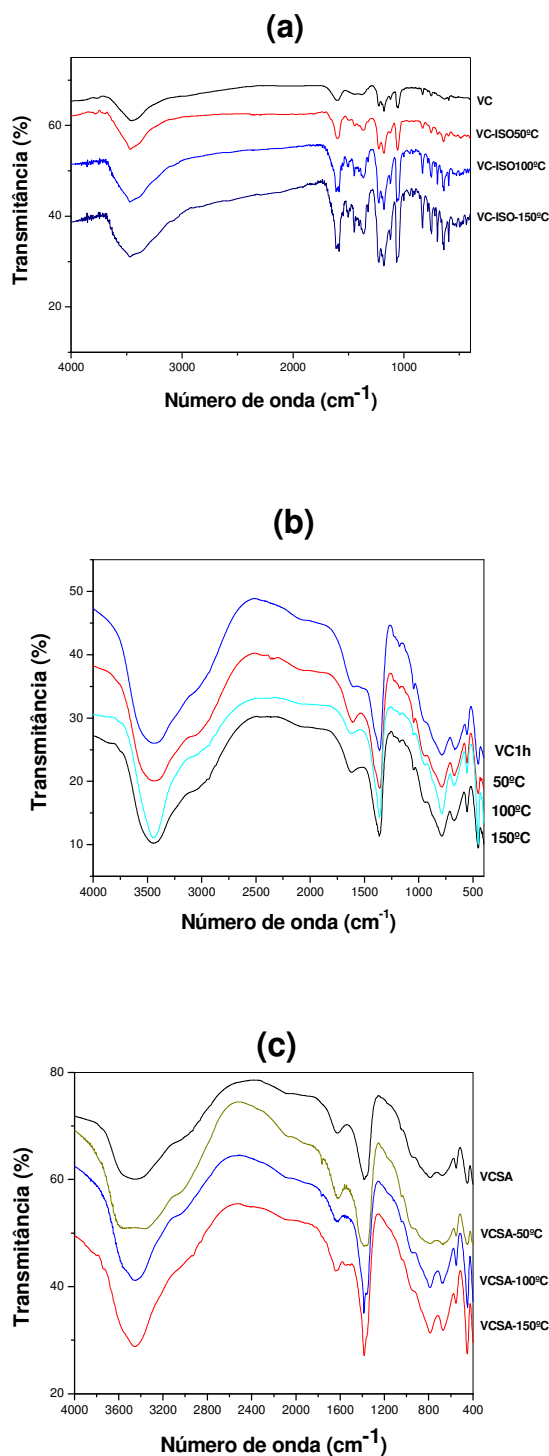 (a)
60
40
20
Transmitância (%)
4000 3000 2000 1000
Número de onda (cm-1)
VC
VC-ISO50ºC
VC-ISO100ºC
VC-ISO-150ºC
(b)
50
40
30
20
10
Transmitância (%)
4000 3500 3000 2500 2000 1500 1000 500
Número de onda (cm-1)
VC1h
50ºC
100ºC
150ºC
(c)
80
60
40
20
Transmitância (%)
4000 3600 3200 2800 2400 2000 1600 1200 800 400
Número de onda (cm-1)
VCSA
VCSA-50ºC
VCSA-100ºC
VCSA-150ºC